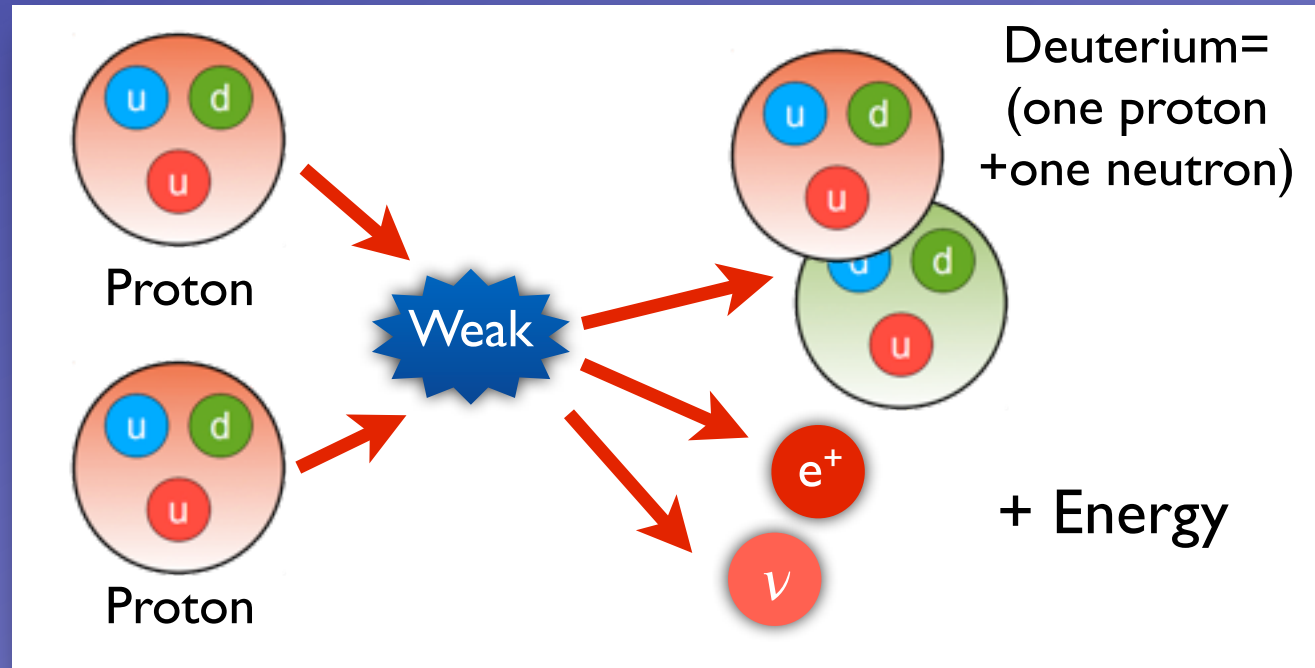 u d
u
Proton
u d
u
Proton
Weak
u d
u
d
u
Deuterium=
(one proton
+one neutron)
e⁺
ν
+ Energy